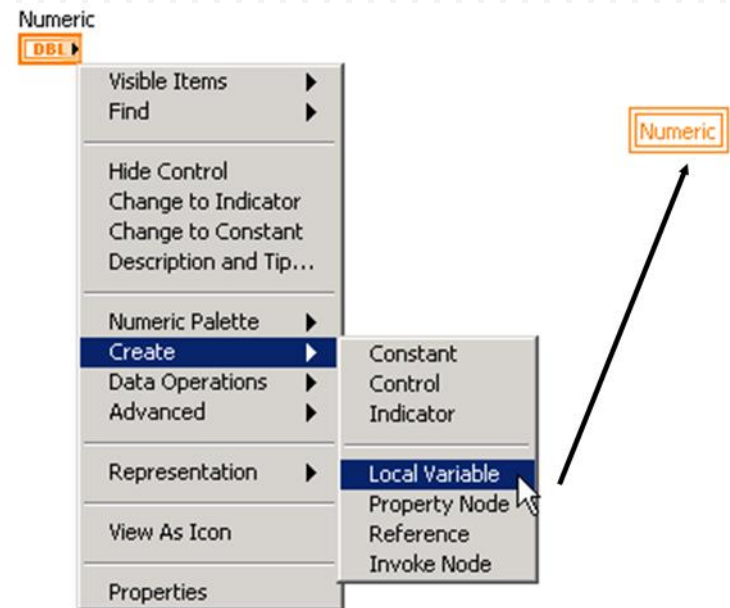 Numeric
DBL
Visible Items
Find
Numeric
Hide Control
Change to Indicator
Change to Constant
Description and Tip...
Numeric Palette
Create
Data Operations
Advanced
Constant
Control
Indicator
Representation
Local Variable
Property Node
Reference
Invoke Node
View As Icon
Properties